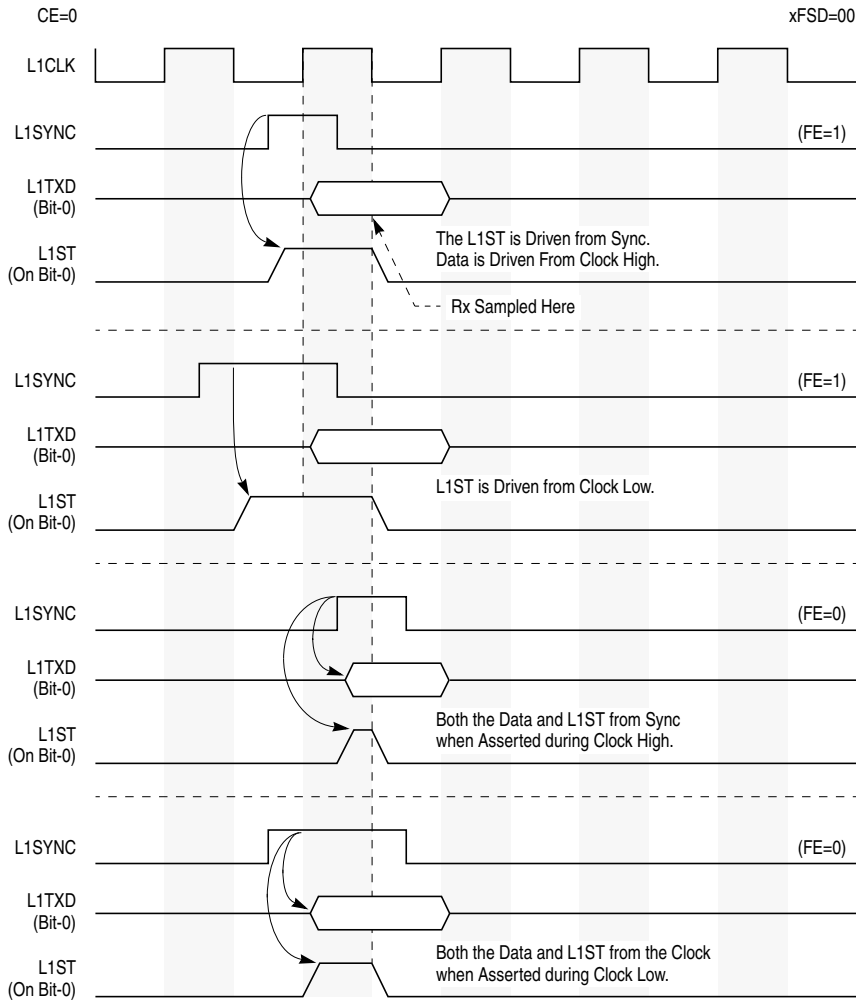 CE=0
xFSD=00
L1CLK
L1SYNC
(FE=1)
L1TXD
(Bit-0)
The L1ST is Driven from Sync.
Data is Driven From Clock High.
L1ST
(On Bit-0)
Rx Sampled Here
L1SYNC
(FE=1)
L1TXD
(Bit-0)
L1ST is Driven from Clock Low.
L1ST
(On Bit-0)
L1SYNC
(FE=0)
L1TXD
(Bit-0)
Both the Data and L1ST from Sync
when Asserted during Clock High.
L1ST
(On Bit-0)
L1SYNC
(FE=0)
L1TXD
(Bit-0)
Both the Data and L1ST from the Clock
when Asserted during Clock Low.
L1ST
(On Bit-0)